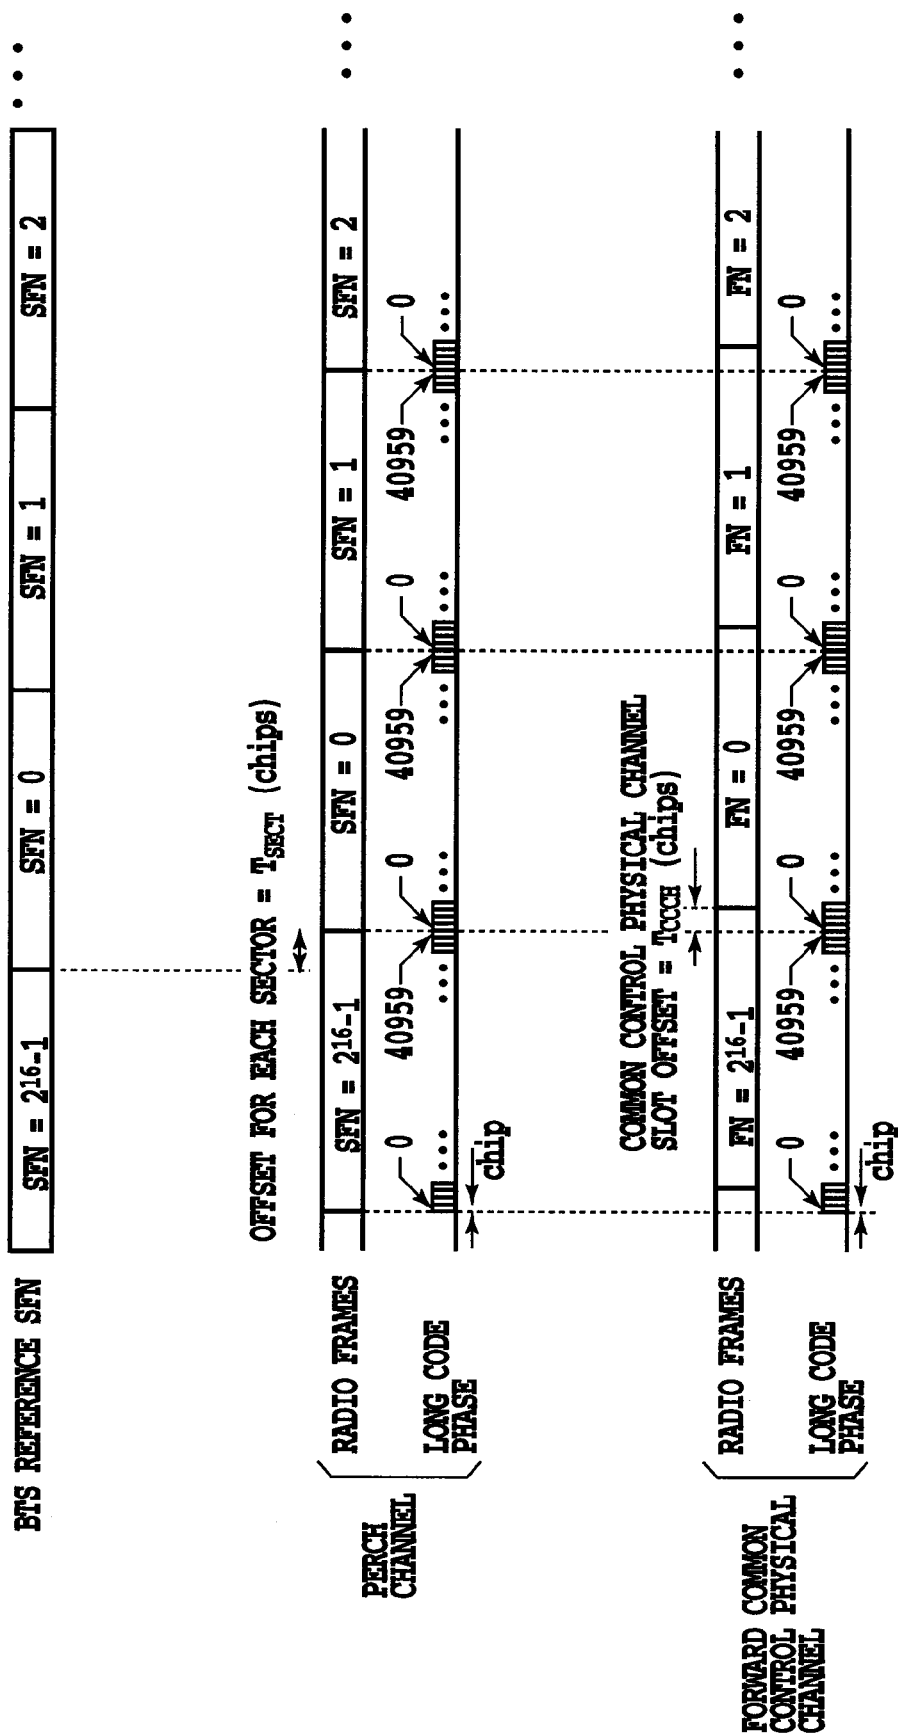 BTS REFERENCE SFN
SFN = 2¹⁶-1
SFN = 0
SFN = 1
SFN = 2
OFFSET FOR EACH SECTOR = T_SECT (chips)
PERCH
CHANNEL
RADIO FRAMES
SFN = 2¹⁶-1
SFN = 0
SFN = 1
SFN = 2
LONG CODE
PHASE
0
40959
0
40959
0
40959
0
chip
COMMON CONTROL PHYSICAL CHANNEL
SLOT OFFSET = T_CCCH (chips)
FORWARD COMMON
CONTROL PHYSICAL
CHANNEL
RADIO FRAMES
FN = 2¹⁶-1
FN = 0
FN = 1
FN = 2
LONG CODE
PHASE
0
40959
0
40959
0
40959
0
chip